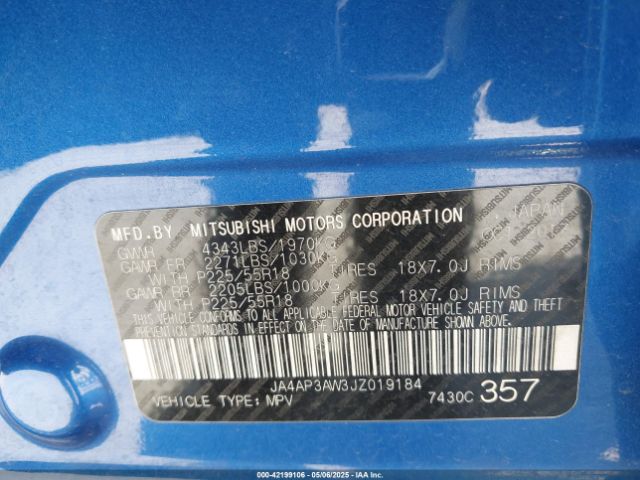 MFD.BY MITSUBISHI MOTORS CORPORATION JAPAN
GVWR 4343LBS/1970KG
GAWR FR 2271LBS/1030KG
WITH P225/55R18 TIRES 18X7.0J RIMS
GAWR RR 2205LBS/1000KG
WITH P225/55R18 TIRES 18X7.0J RIMS
THIS VEHICLE CONFORMS TO ALL APPLICABLE FEDERAL MOTOR VEHICLE SAFETY AND THEFT
PREVENTION STANDARDS IN EFFECT ON THE DATE OF MANUFACTURE SHOWN ABOVE.
JA4AP3AW3JZ019184
VEHICLE TYPE: MPV 7430C 357
000-42199106 - 05/06/2025 - COPYRIGHT IAA, INC.